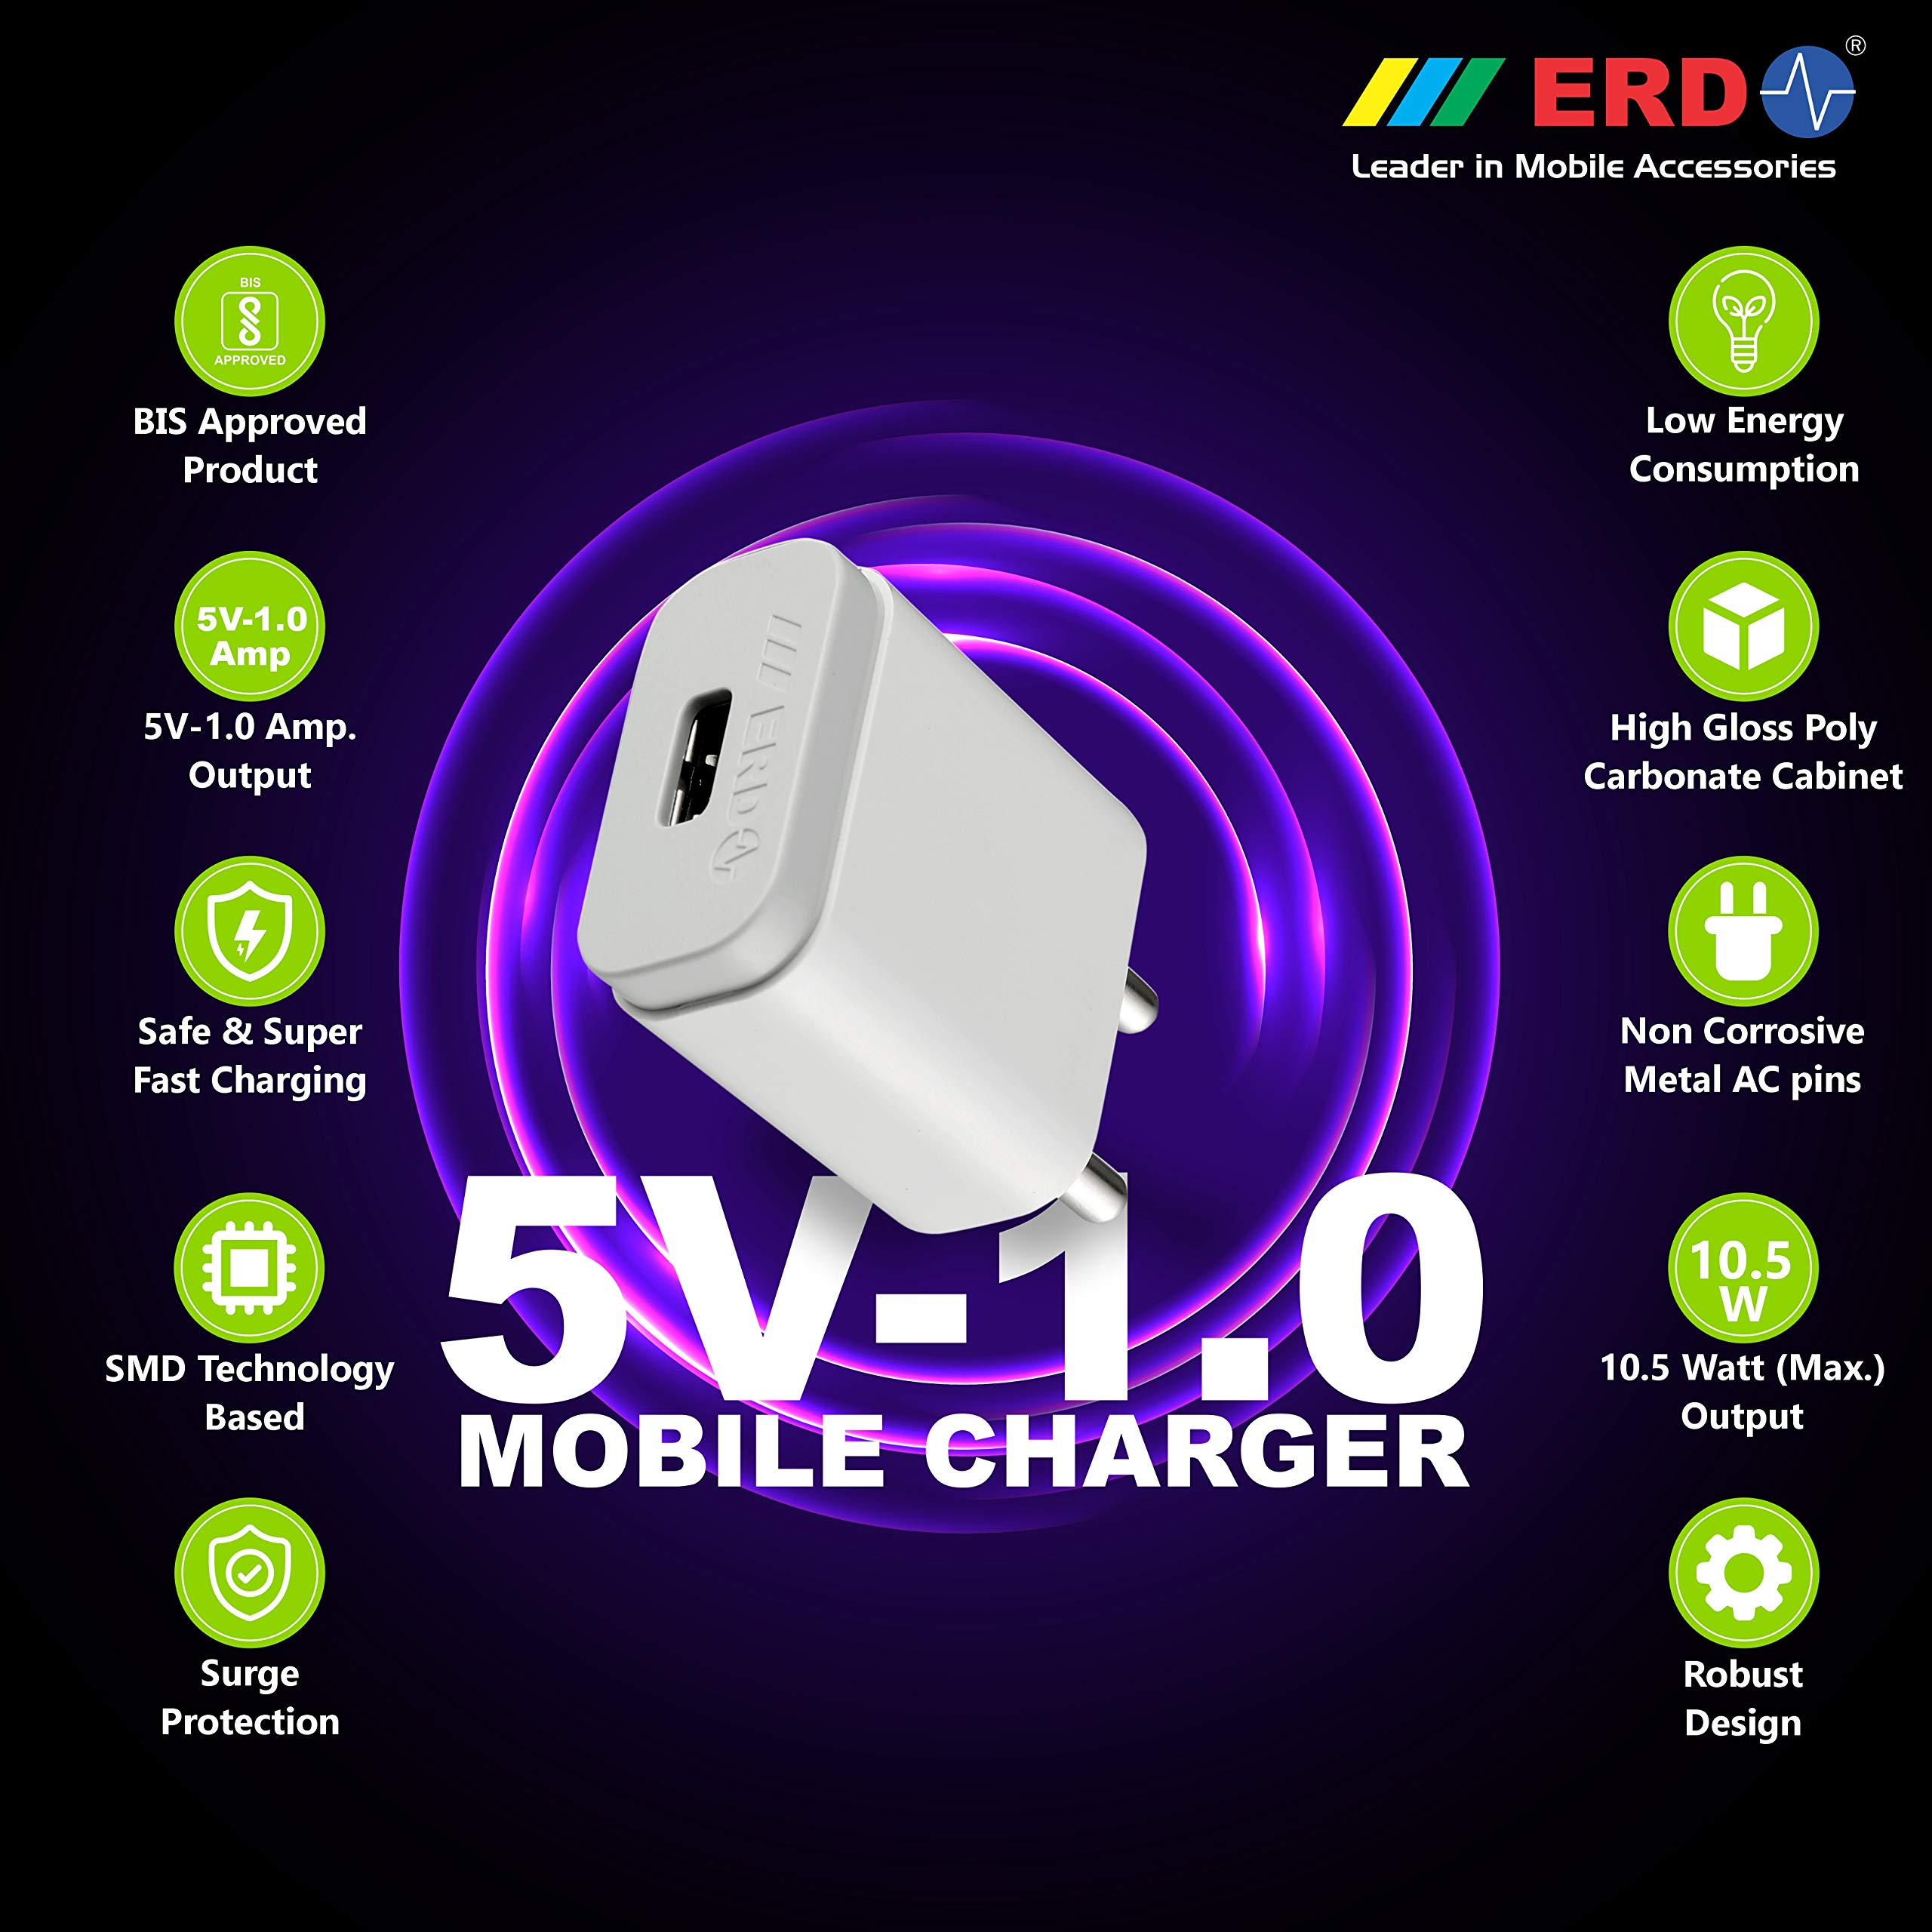 ERD ®
Leader in Mobile Accessories
BIS
APPROVED
BIS Approved
Product
5V-1.0
Amp
5V-1.0 Amp.
Output
Safe & Super
Fast Charging
SMD Technology
Based
Surge
Protection
ERD
5V-1.0
MOBILE CHARGER
Low Energy
Consumption
High Gloss Poly
Carbonate Cabinet
Non Corrosive
Metal AC pins
10.5
W
10.5 Watt (Max.)
Output
Robust
Design